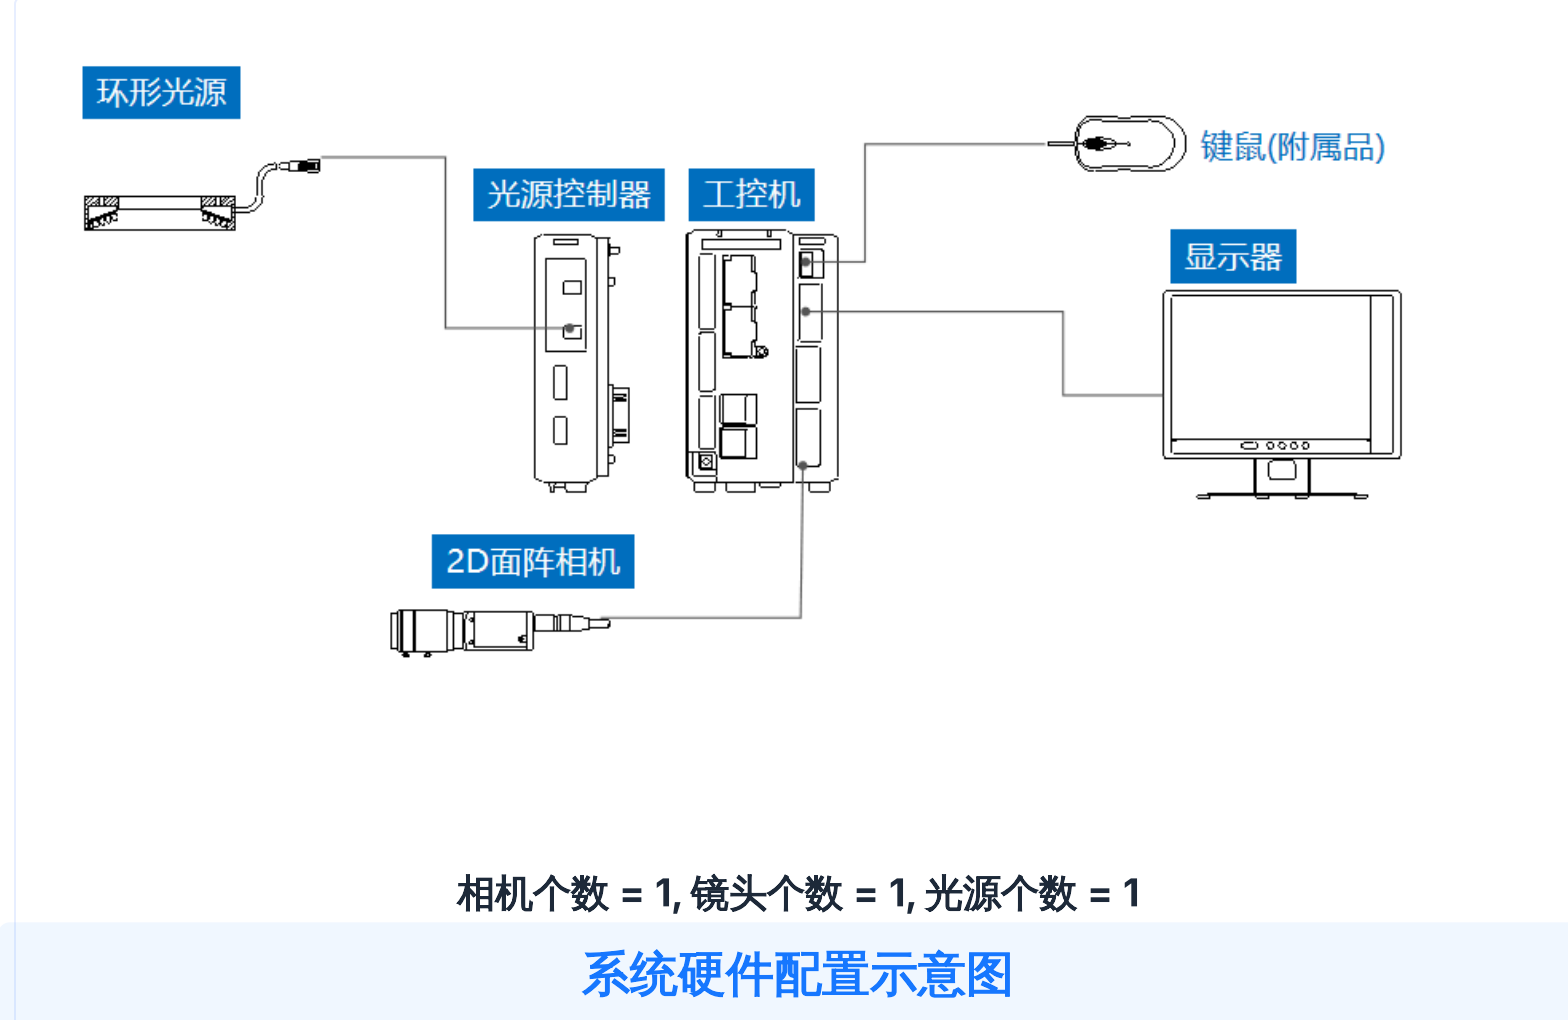 环形光源
键鼠(附属品)
光源控制器
工控机
显示器
2D面阵相机
相机个数 = 1, 镜头个数 = 1, 光源个数 = 1
系统硬件配置示意图